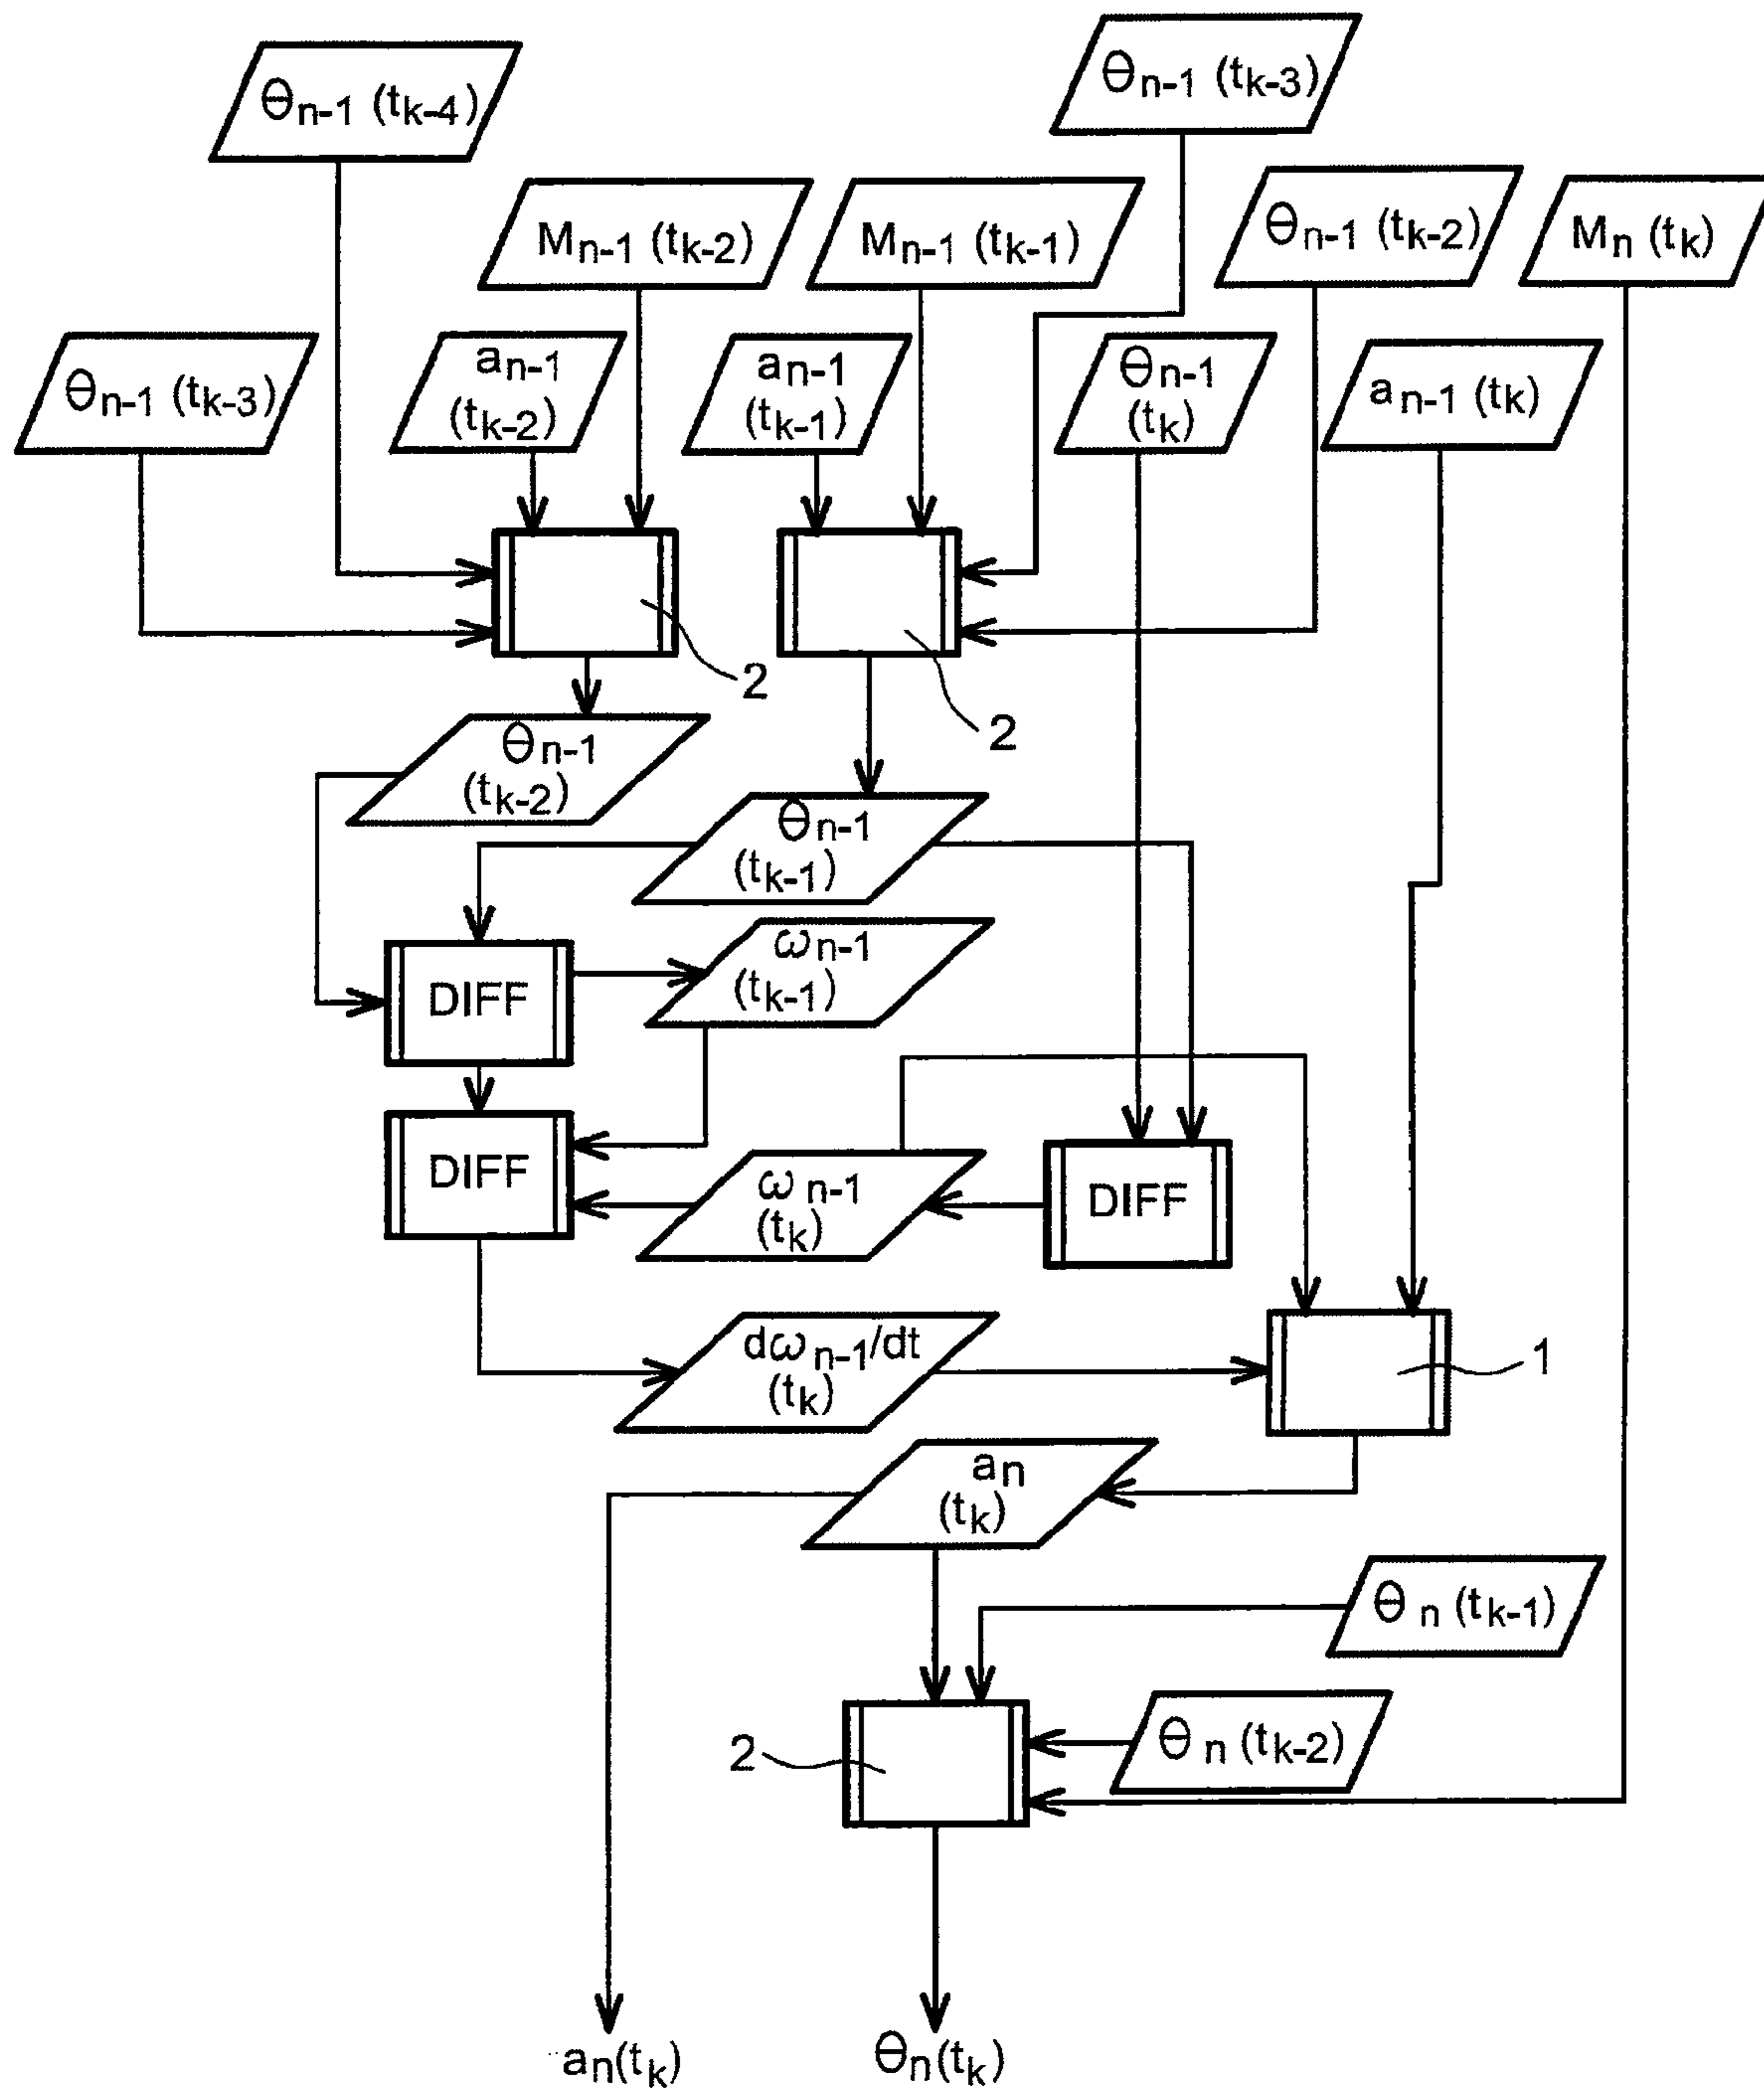 θn-1 (tk-3)
θn-1 (tk-4)
θn-1 (tk-2)
Mn (tk)
Mn-1 (tk-2)
Mn-1 (tk-1)
θn-1 (tk-3)
an-1
(tk-2)
an-1
(tk-1)
θn-1
(tk)
an-1 (tk)
2
2
θn-1
(tk-2)
θn-1
(tk-1)
ωn-1
(tk-1)
DIFF
DIFF
ωn-1
(tk)
DIFF
dωn-1/dt
(tk)
1
an
(tk)
θn (tk-1)
θn (tk-2)
2
an(tk)
θn(tk)